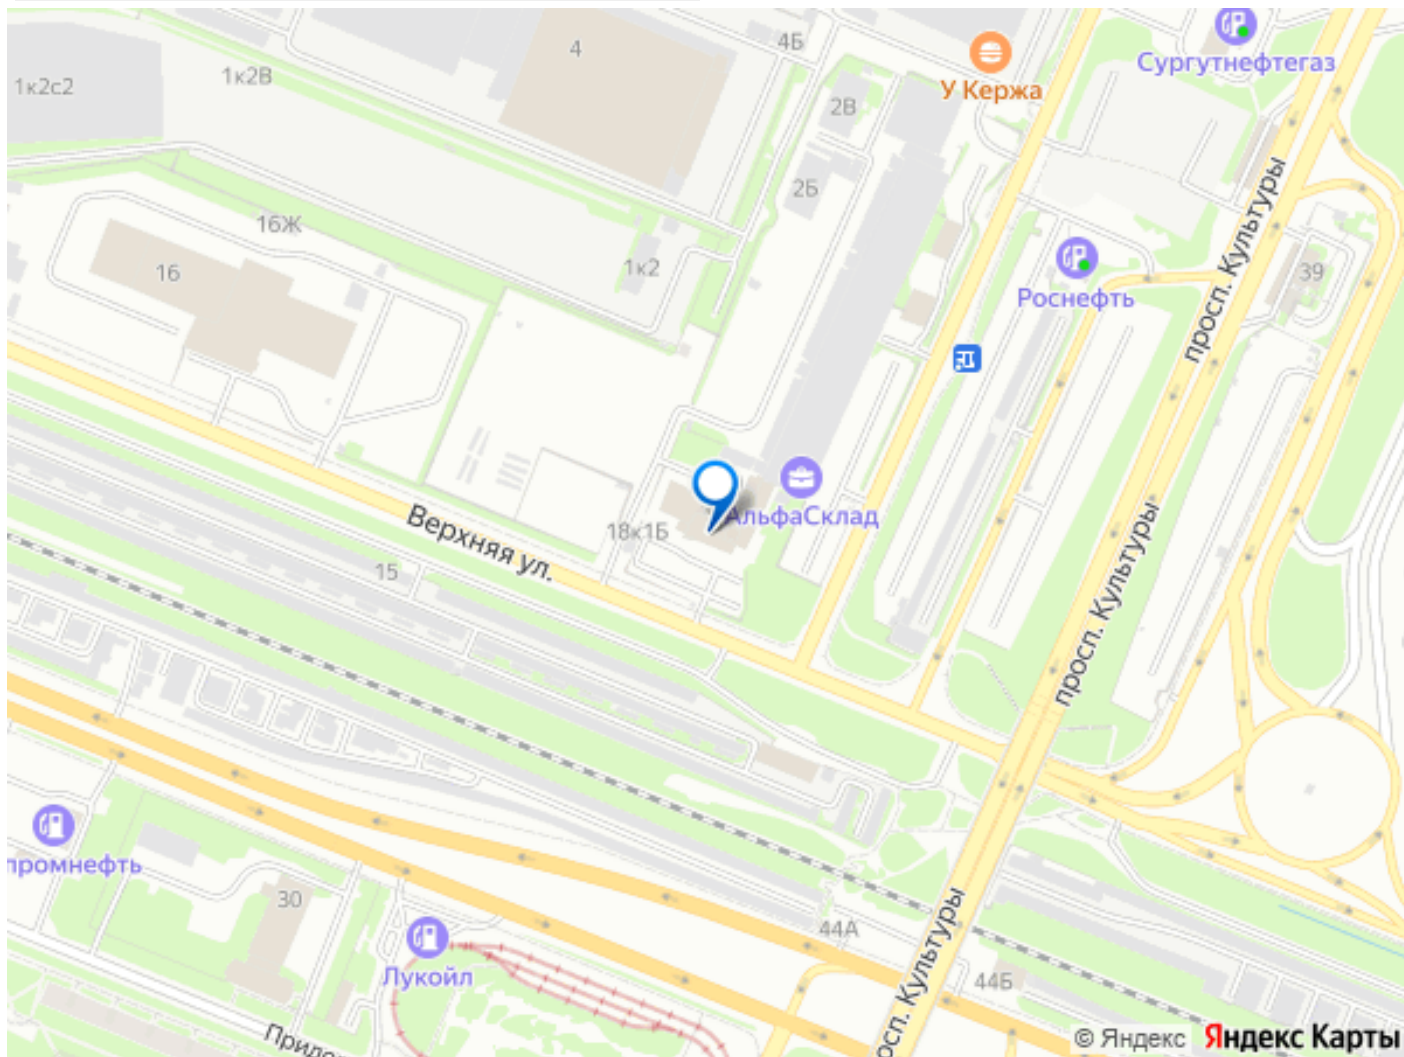 4
4Б
1к2В
1к2с2
У Кержа
Сургутнефтегаз
2В
2Б
просп. Культуры
16Ж
16
1к2
Роснефть
39
АльфаСклад
18к1Б
Верхняя ул.
15
просп. Культуры
промнефть
30
44А
Лукойл
просп. Культуры
44Б
© Яндекс Яндекс Карты